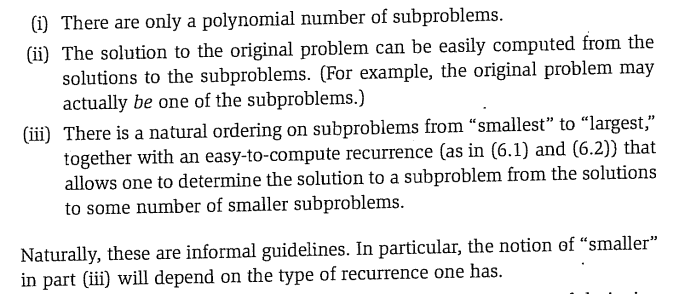 (i) There are only a polynomial number of subproblems.
(ii) The solution to the original problem can be easily computed from the
solutions to the subproblems. (For example, the original problem may
actually be one of the subproblems.)
(iii) There is a natural ordering on subproblems from “smallest” to “largest,”
together with an easy-to-compute recurrence (as in (6.1) and (6.2)) that
allows one to determine the solution to a subproblem from the solutions
to some number of smaller subproblems.
Naturally, these are informal guidelines. In particular, the notion of “smaller”
in part (iii) will depend on the type of recurrence one has.